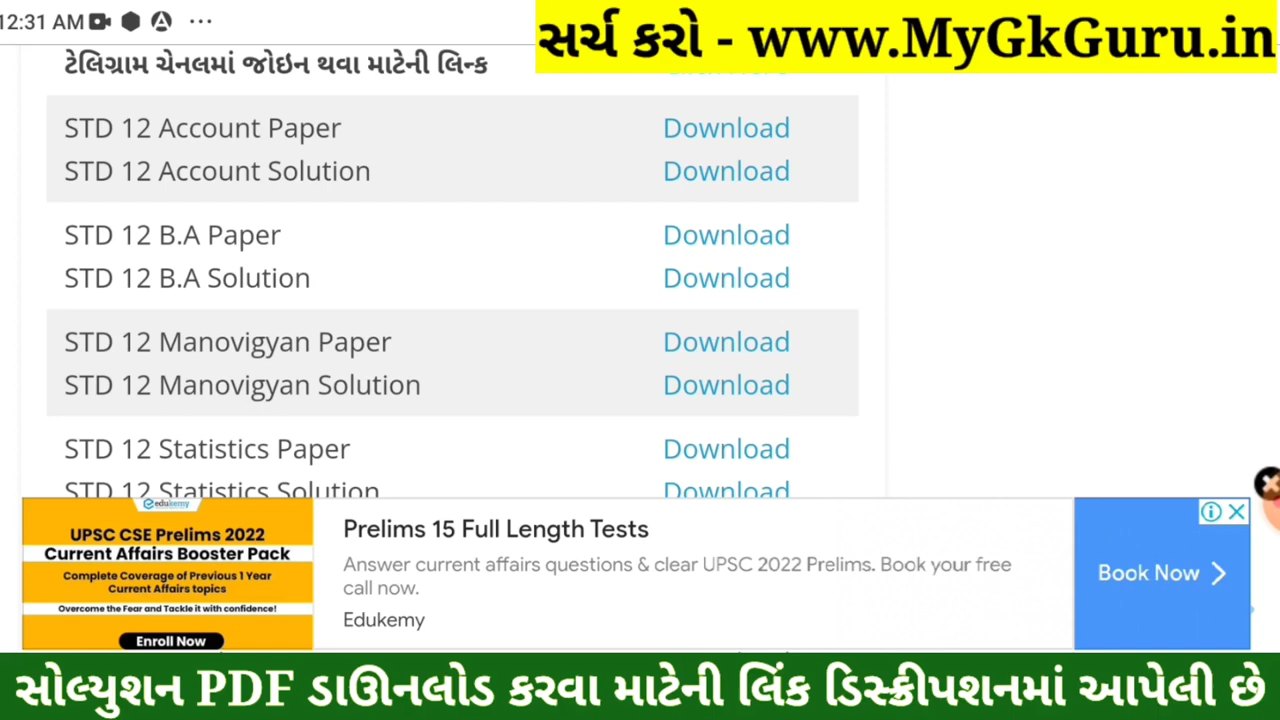 12:31 AM
સર્ચ કરો - www.MyGkGuru.in
ટેલિગ્રામ ચેનલમાં જોઇન થવા માટેની લિન્ક
STD 12 Account Paper Download
STD 12 Account Solution Download
STD 12 B.A Paper Download
STD 12 B.A Solution Download
STD 12 Manovigyan Paper Download
STD 12 Manovigyan Solution Download
STD 12 Statistics Paper Download
STD 12 Statistics Solution Download
edukemy
UPSC CSE Prelims 2022
Current Affairs Booster Pack
Complete Coverage of Previous 1 Year
Current Affairs topics
Overcome the Fear and Tackle it with confidence!
Enroll Now
Prelims 15 Full Length Tests
Answer current affairs questions & clear UPSC 2022 Prelims. Book your free
call now.
Edukemy
Book Now
સોલ્યુશન PDF ડાઊનલોડ કરવા માટેની લિંક ડિસ્ક્રીપશનમાં આપેલી છે